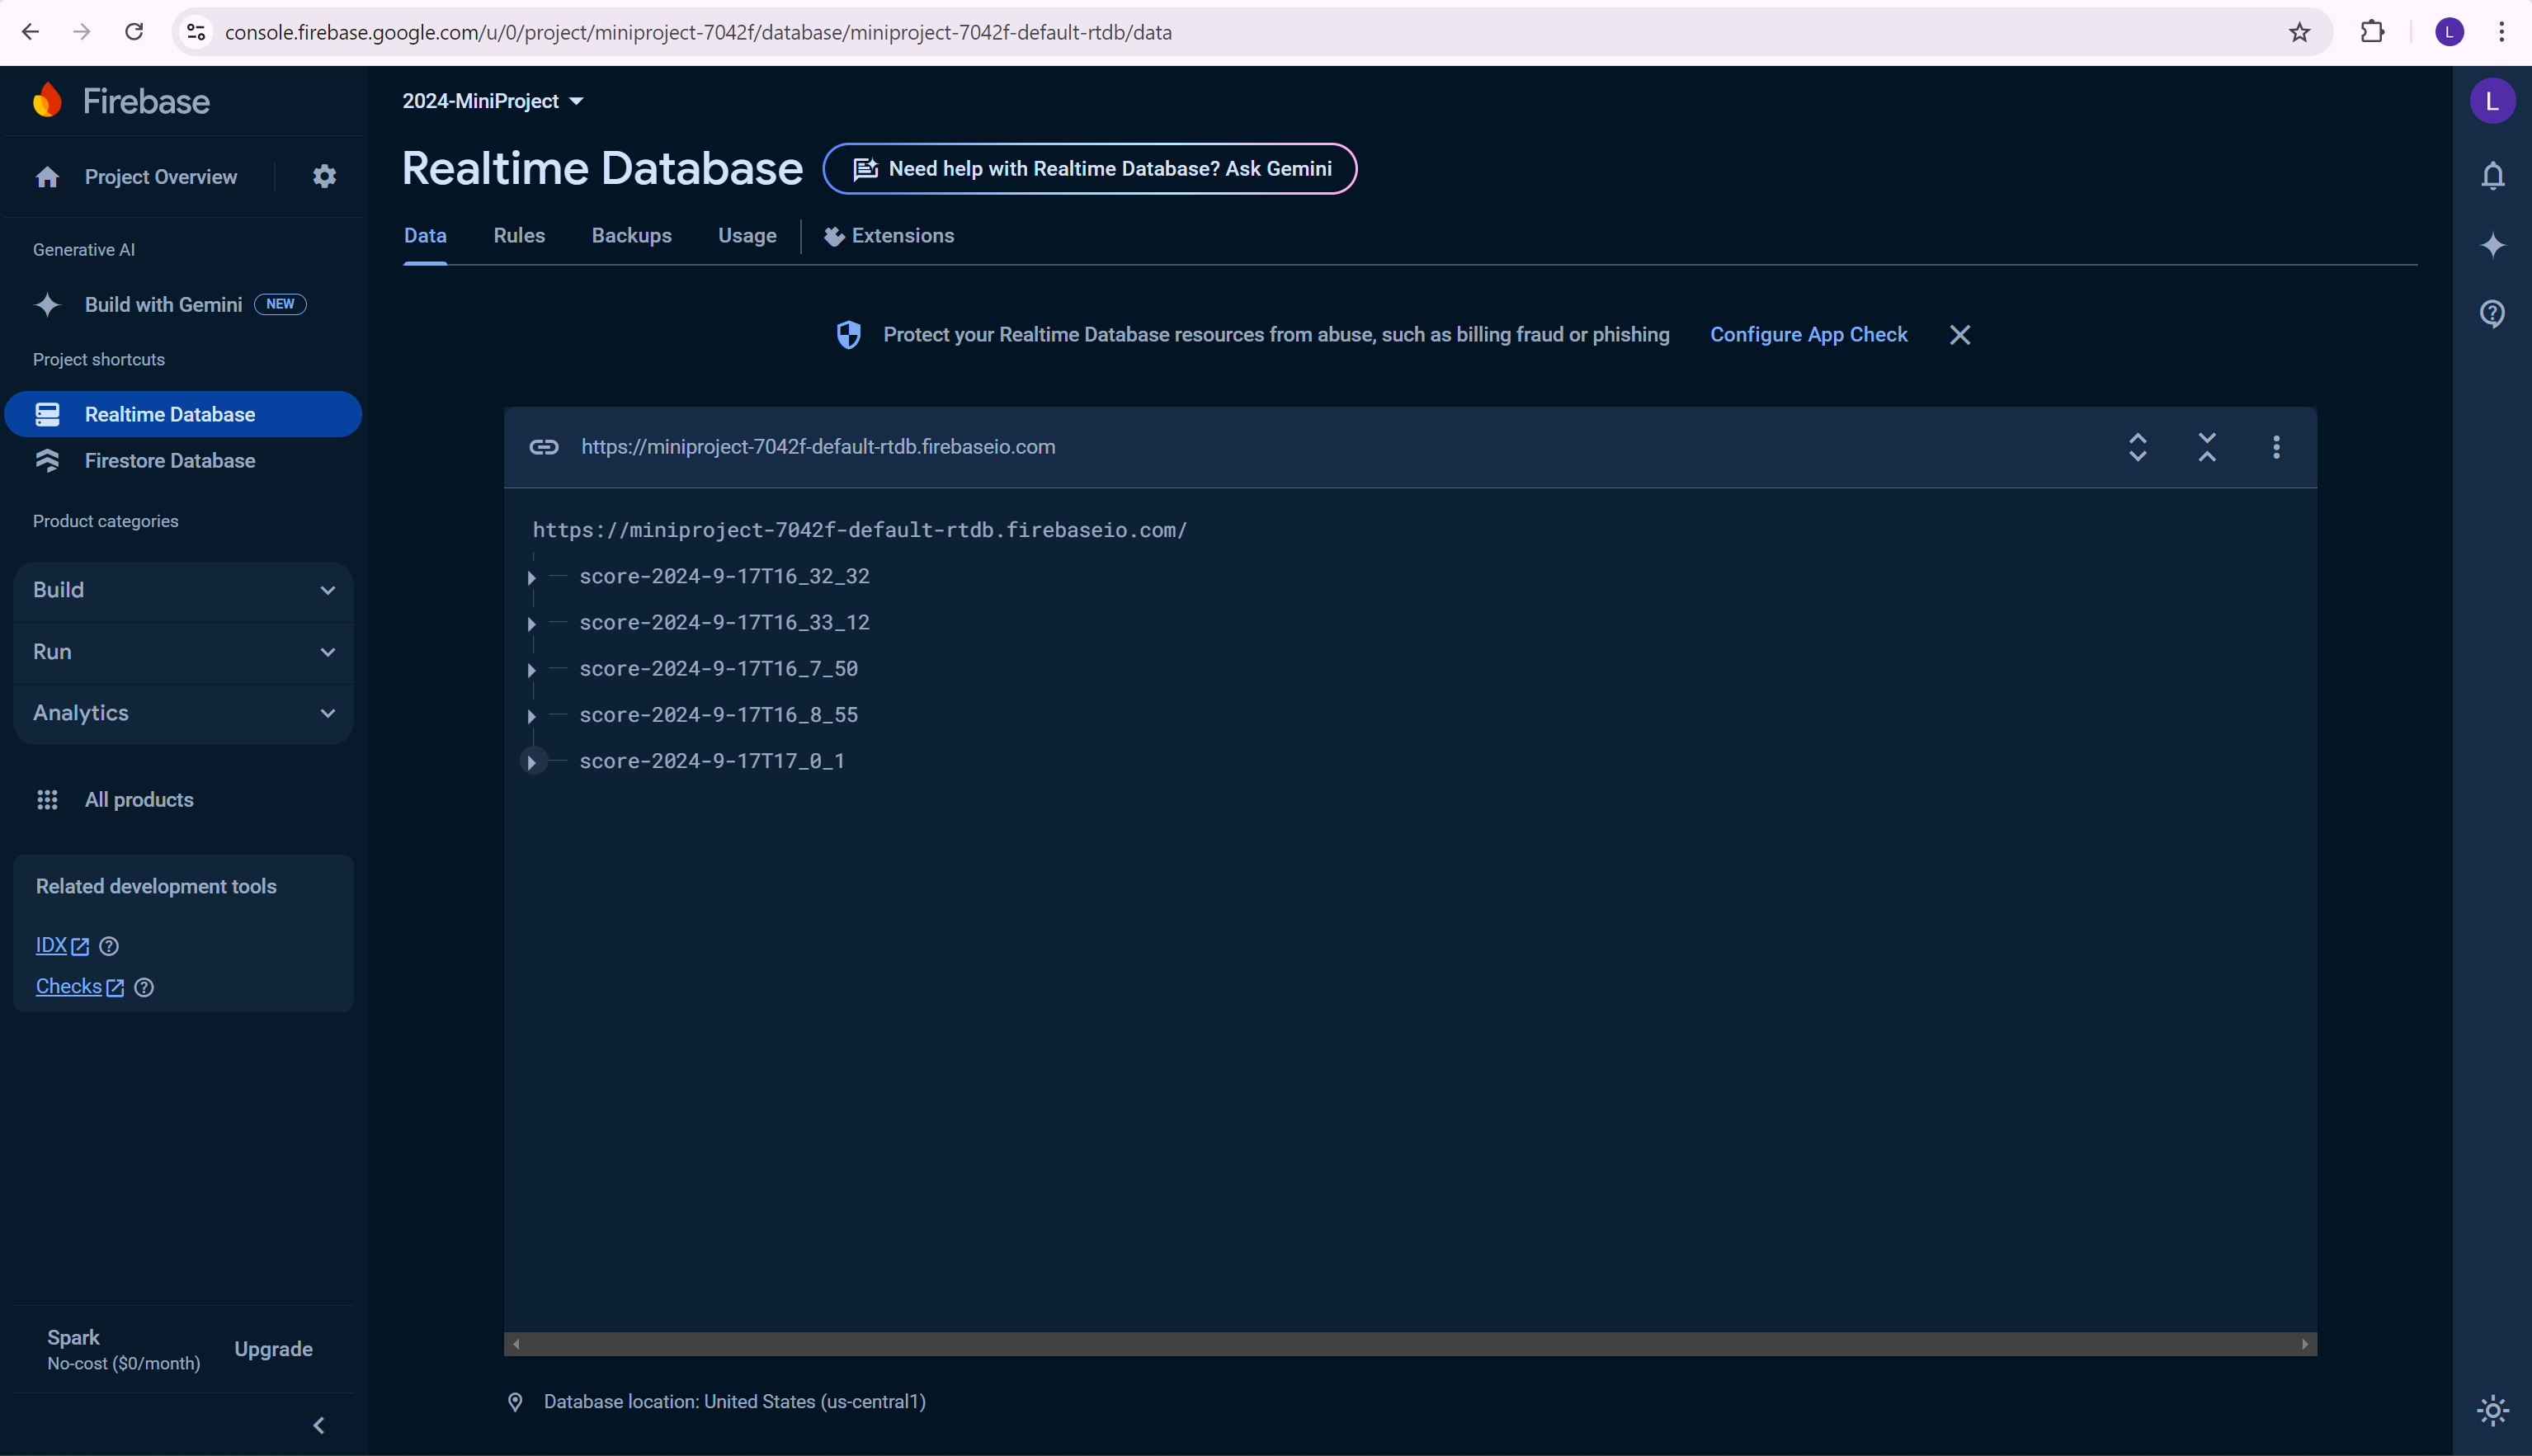 console.firebase.google.com/u/0/project/miniproject-7042f/database/miniproject-7042f-default-rtdb/data
L
Firebase
Project Overview
Generative AI
Build with Gemini NEW
Project shortcuts
Realtime Database
Firestore Database
Product categories
Build
Run
Analytics
All products
Related development tools
IDX
Checks
Spark
No-cost ($0/month)
Upgrade
2024-MiniProject
Realtime Database
Need help with Realtime Database? Ask Gemini
Data Rules Backups Usage Extensions
Protect your Realtime Database resources from abuse, such as billing fraud or phishing Configure App Check
https://miniproject-7042f-default-rtdb.firebaseio.com
https://miniproject-7042f-default-rtdb.firebaseio.com/
score-2024-9-17T16_32_32
score-2024-9-17T16_33_12
score-2024-9-17T16_7_50
score-2024-9-17T16_8_55
score-2024-9-17T17_0_1
Database location: United States (us-central1)
L